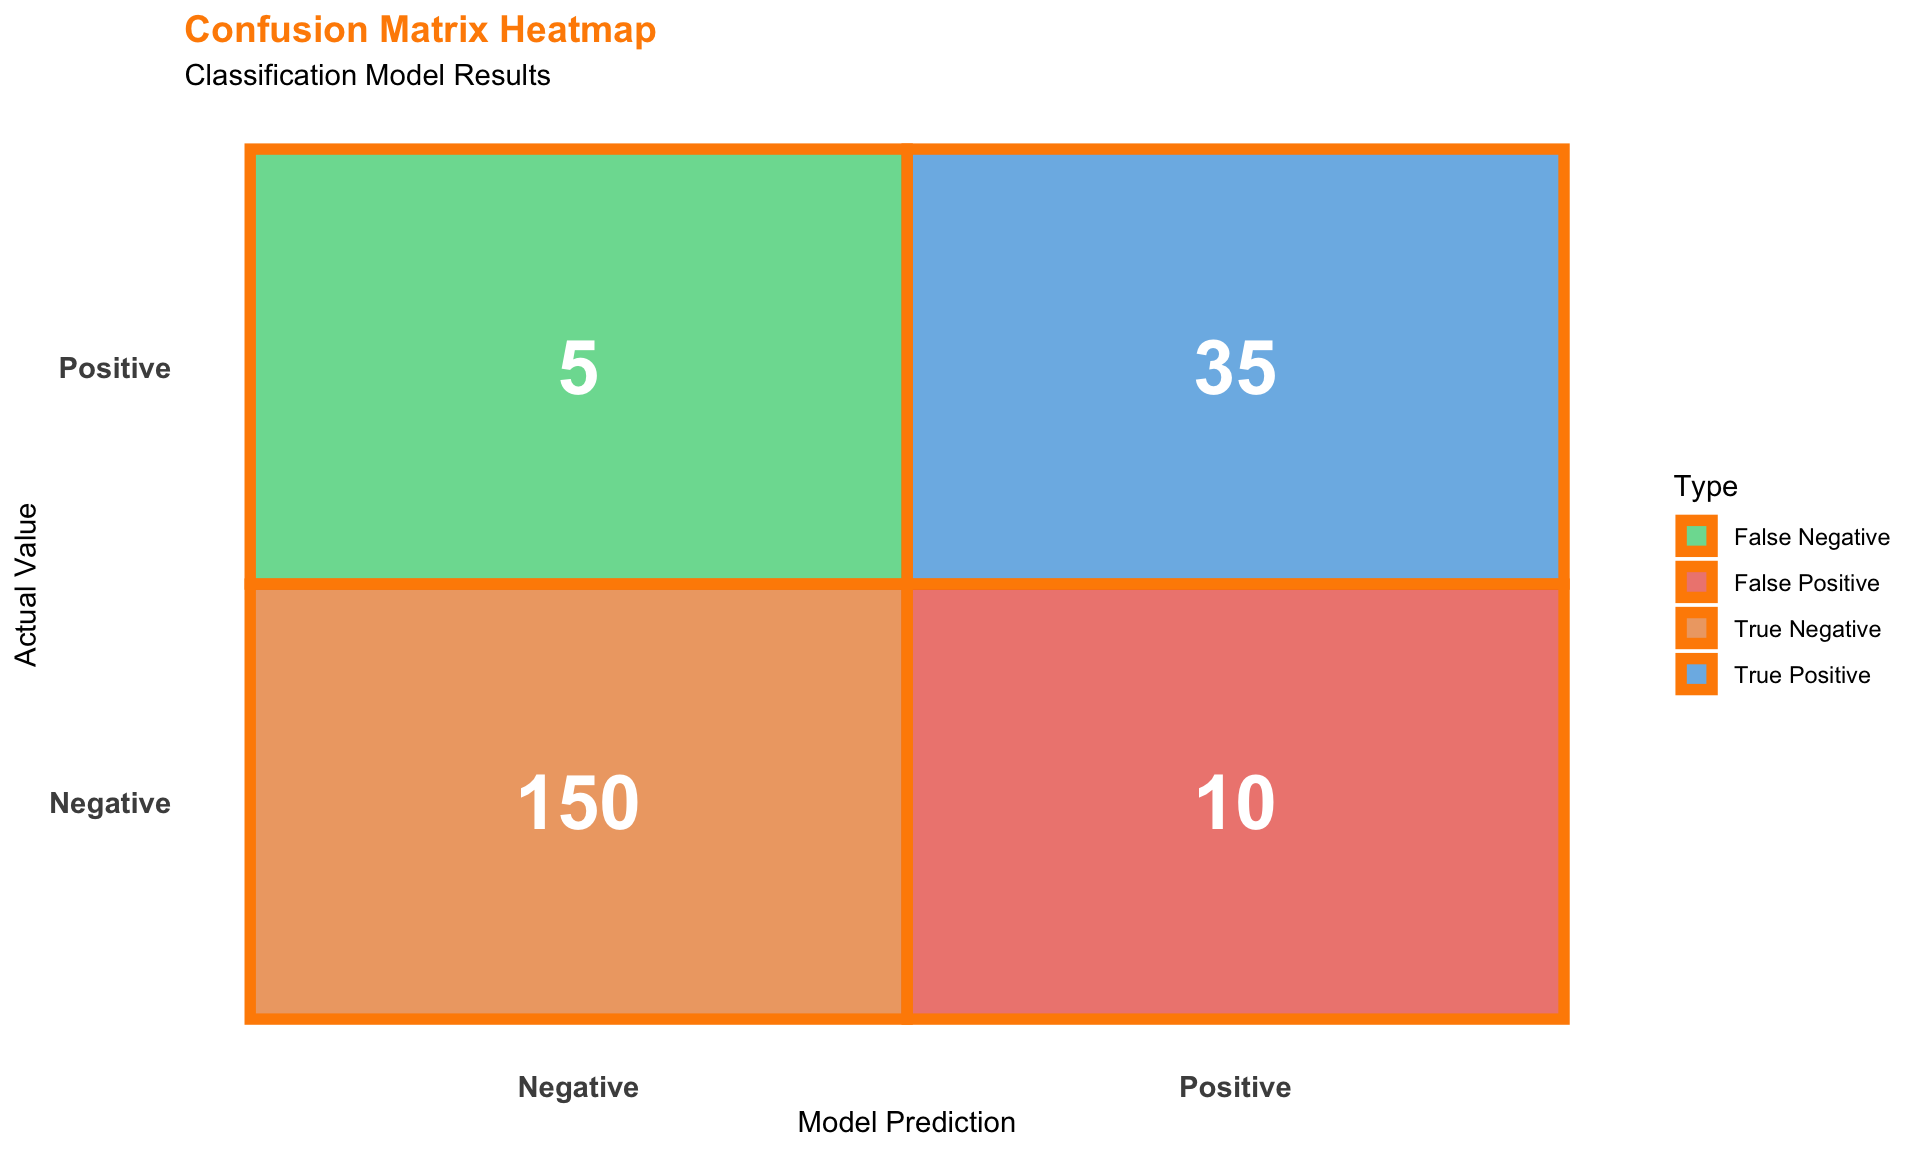 Confusion Matrix Heatmap
Classification Model Results
Positive
5
35
Actual Value
Negative
150
10
Negative
Positive
Model Prediction
Type
False Negative
False Positive
True Negative
True Positive